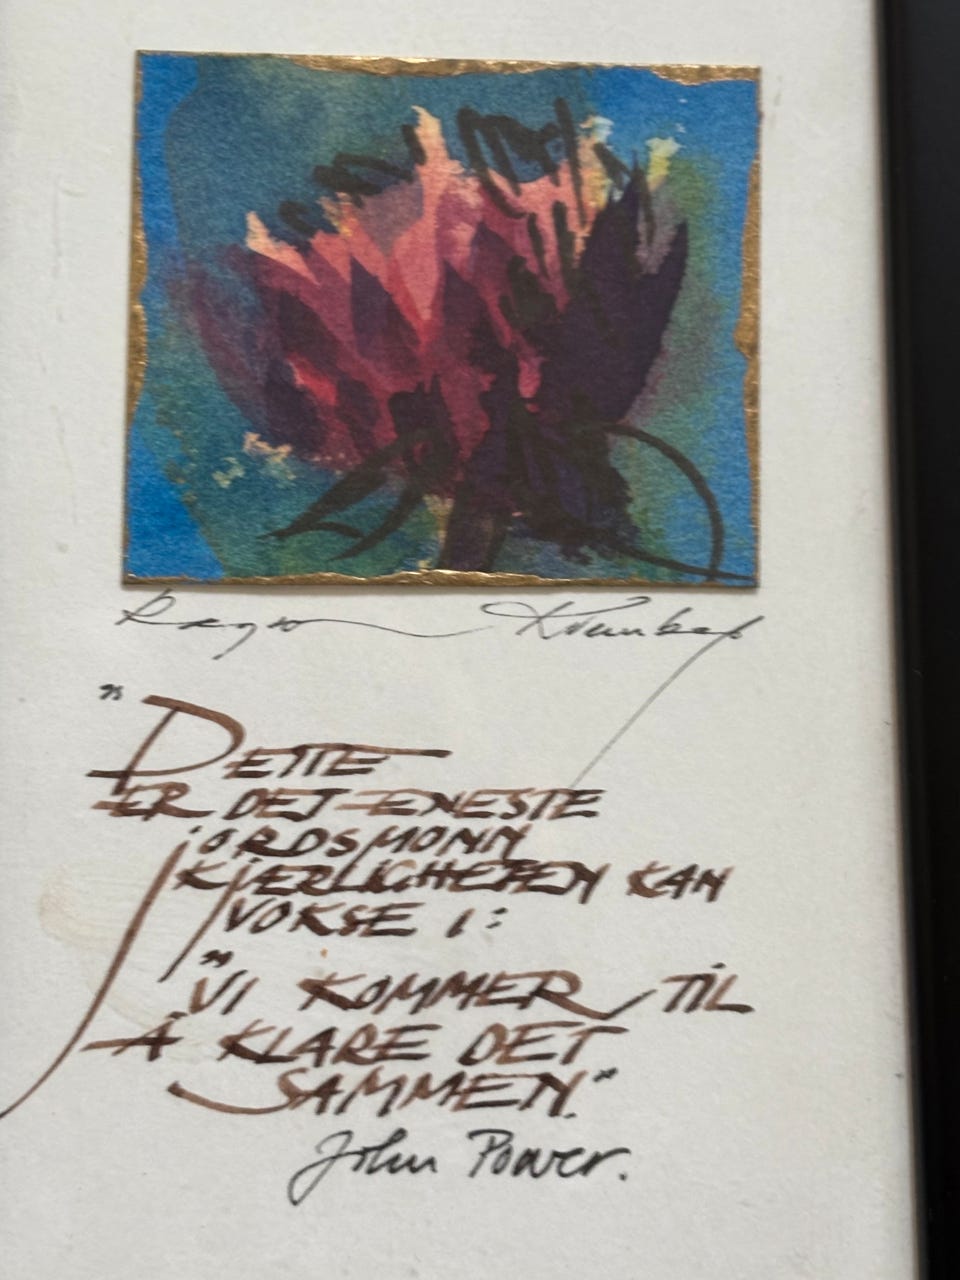 "DETTE
ER DET ENESTE
JORDSMONN
KJÆRLIGHETEN KAN
VOKSE I:
"VI KOMMER TIL
Å KLARE DET
SAMMEN."
John Power.